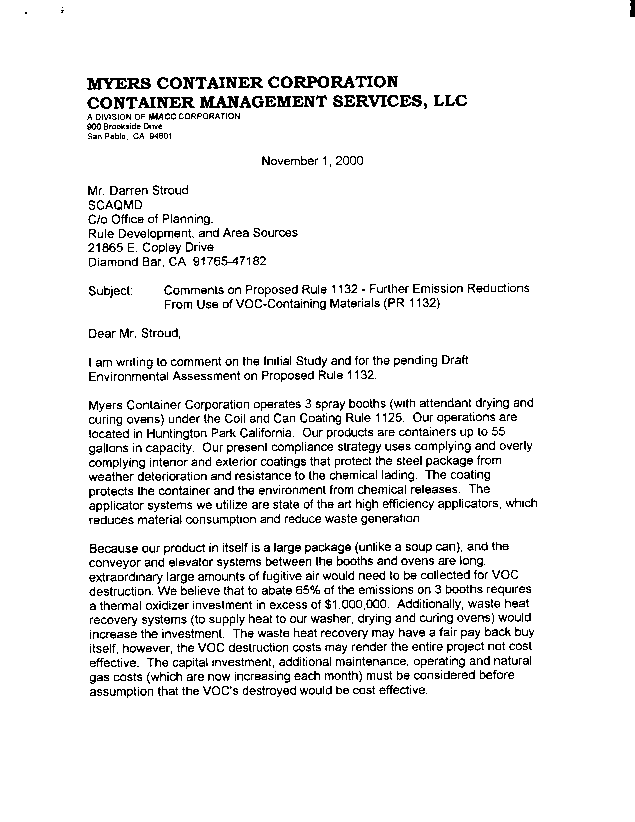 MYERS CONTAINER CORPORATION
CONTAINER MANAGEMENT SERVICES, LLC
A DIVISION OF IMACC CORPORATION
900 Brookside Drive
San Pablo, CA 94801
November 1, 2000
Mr. Darren Stroud
SCAQMD
C/o Office of Planning.
Rule Development, and Area Sources
21865 E. Copley Drive
Diamond Bar, CA 91765-47182
Subject: Comments on Proposed Rule 1132 - Further Emission Reductions
From Use of VOC-Containing Materials (PR 1132)
Dear Mr. Stroud,
I am writing to comment on the Initial Study and for the pending Draft
Environmental Assessment on Proposed Rule 1132.
Myers Container Corporation operates 3 spray booths (with attendant drying and
curing ovens) under the Coil and Can Coating Rule 1125. Our operations are
located in Huntington Park California. Our products are containers up to 55
gallons in capacity. Our present compliance strategy uses complying and overly
complying interior and exterior coatings that protect the steel package from
weather deterioration and resistance to the chemical lading. The coating
protects the container and the environment from chemical releases. The
applicator systems we utilize are state of the art high efficiency applicators, which
reduces material consumption and reduce waste generation
Because our product in itself is a large package (unlike a soup can), and the
conveyor and elevator systems between the booths and ovens are long,
extraordinary large amounts of fugitive air would need to be collected for VOC
destruction. We believe that to abate 65% of the emissions on 3 booths requires
a thermal oxidizer investment in excess of $1,000,000. Additionally, waste heat
recovery systems (to supply heat to our washer, drying and curing ovens) would
increase the investment. The waste heat recovery may have a fair pay back buy
itself, however, the VOC destruction costs may render the entire project not cost
effective. The capital investment, additional maintenance, operating and natural
gas costs (which are now increasing each month) must be considered before
assumption that the VOC's destroyed would be cost effective.